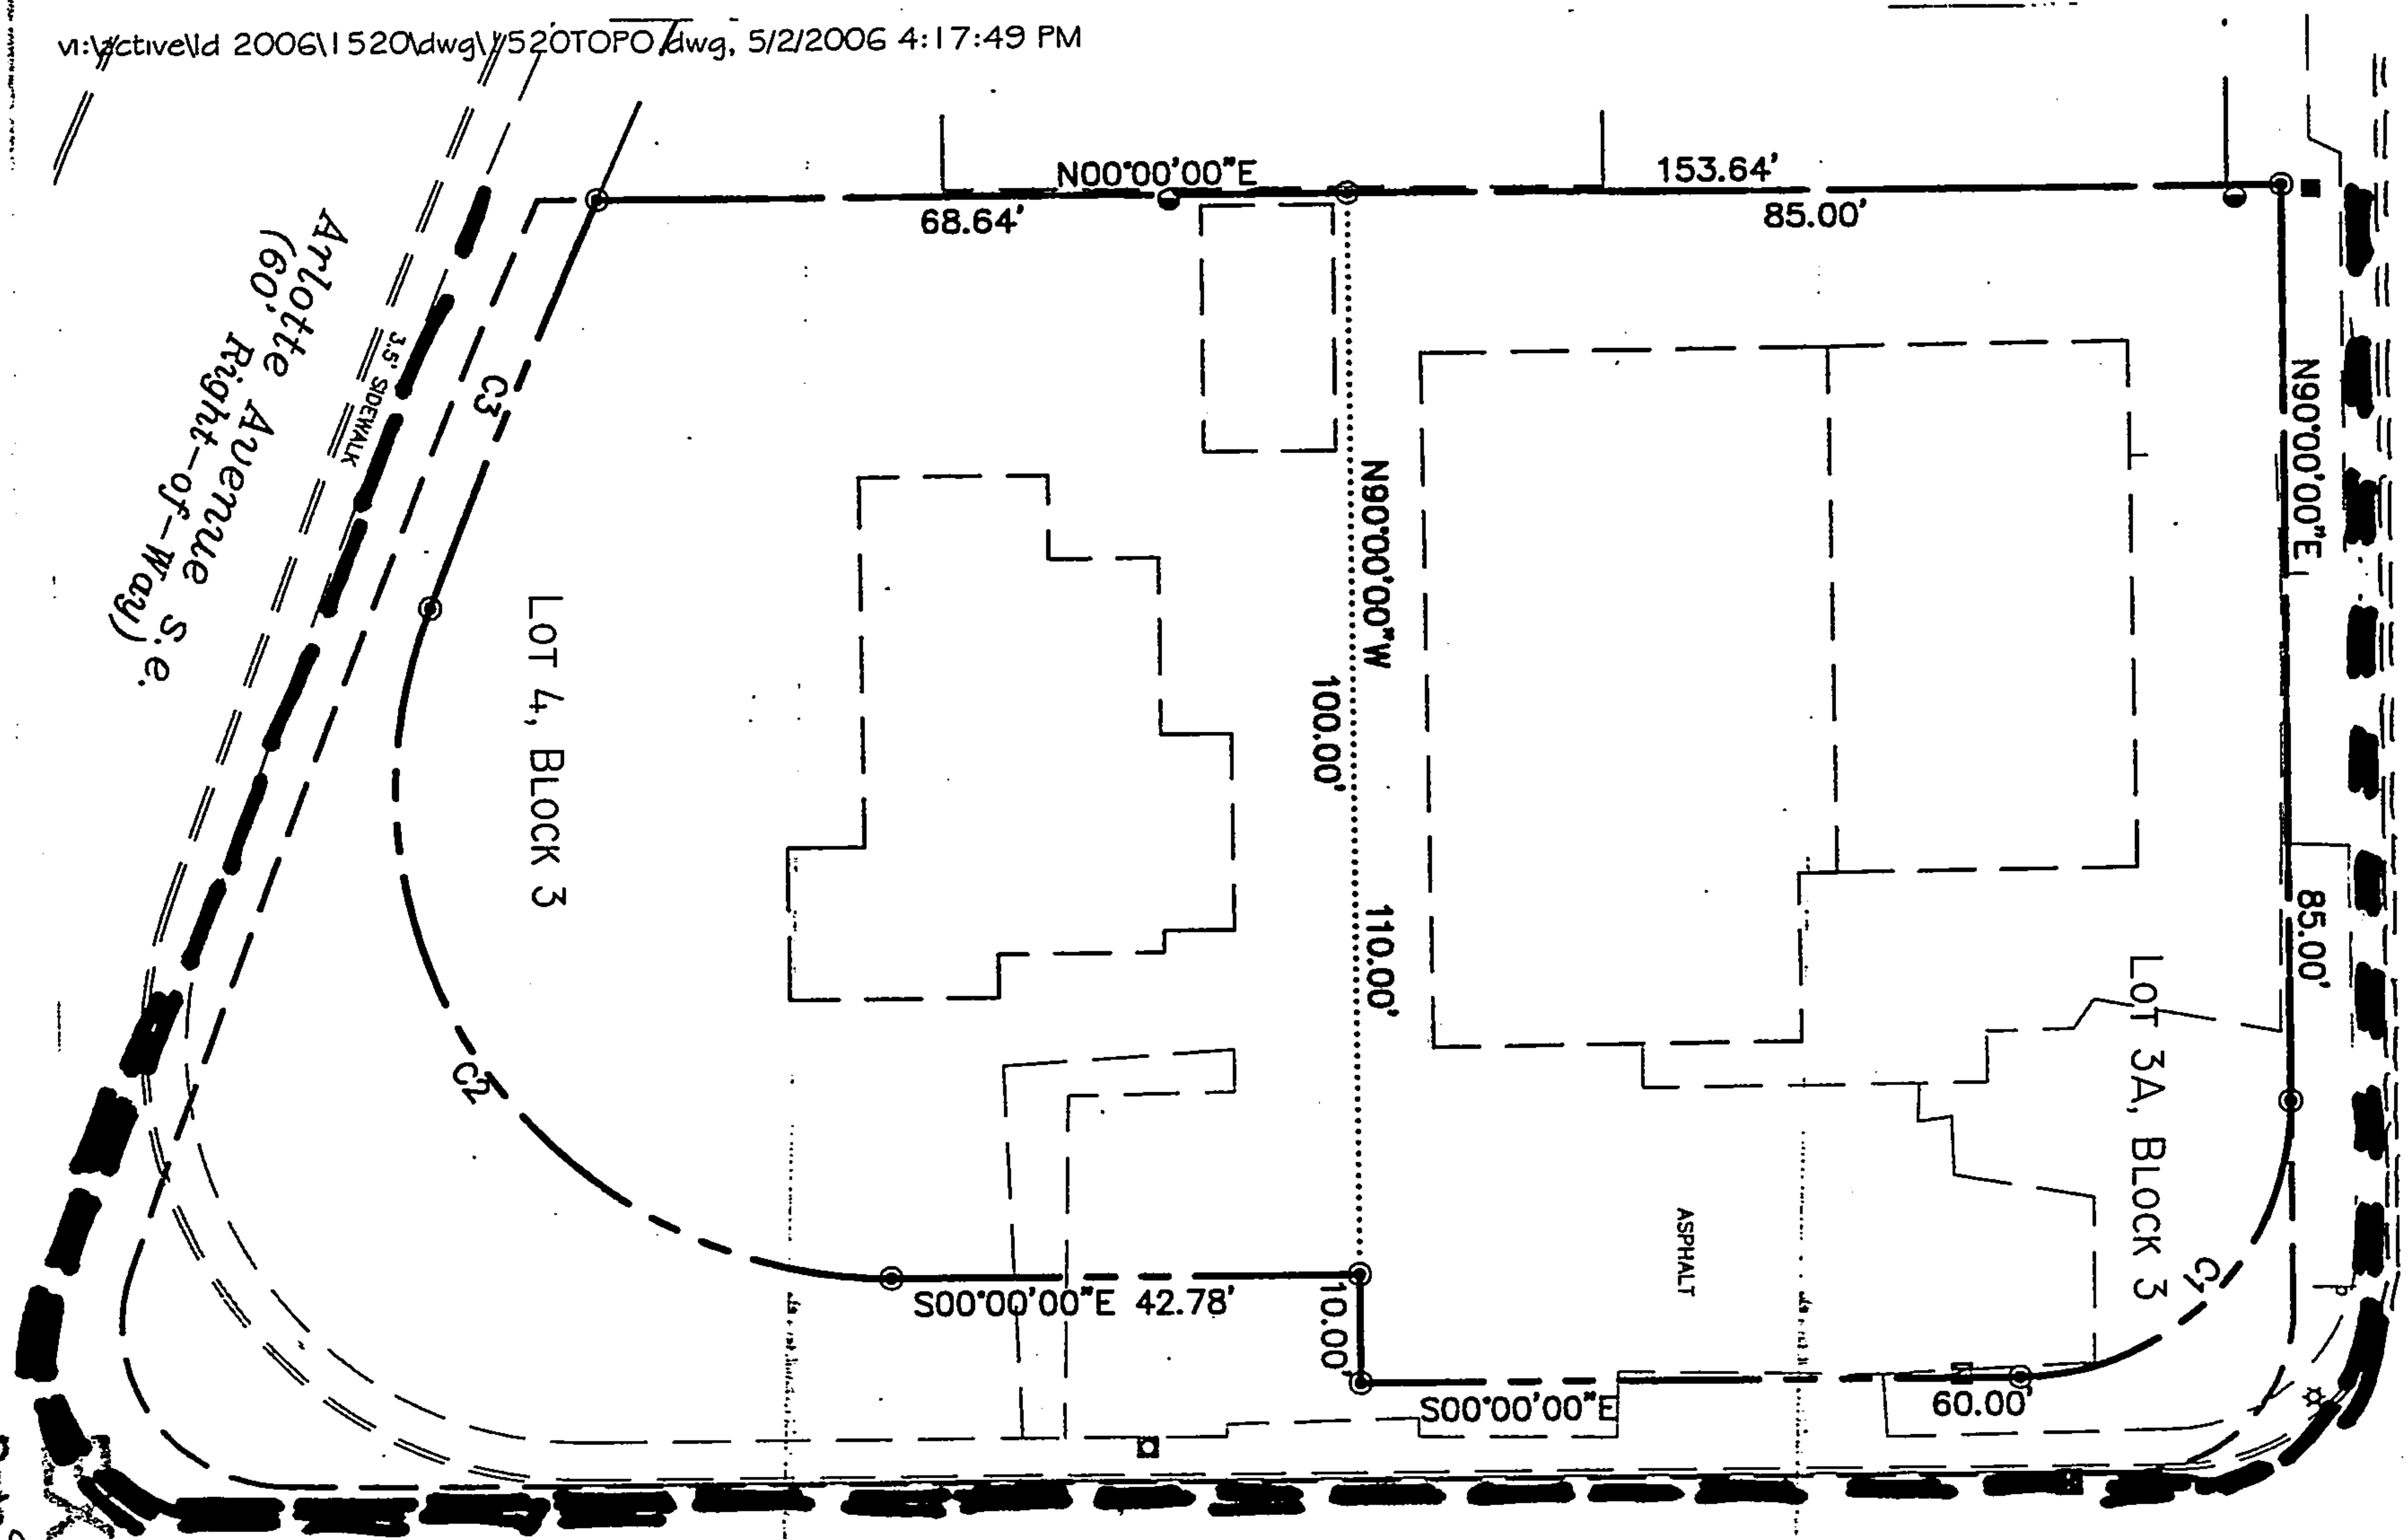 vi:\active\ld 2006\1520\dwg\1520TOPO.dwg, 5/2/2006 4:17:49 PM
N00°00'00"E
153.64'
68.64'
85.00'
Arlotte Avenue S.e.
(60' Right-of-Way)
3.5' SIDEWALK
C3
LOT 4, BLOCK 3
N90°00'00"W
100.00'
110.00'
N90°00'00"E
85.00'
LOT 3A, BLOCK 3
C2
C1
ASPHALT
S00°00'00"E 42.78'
10.00'
S00°00'00"E
60.00'